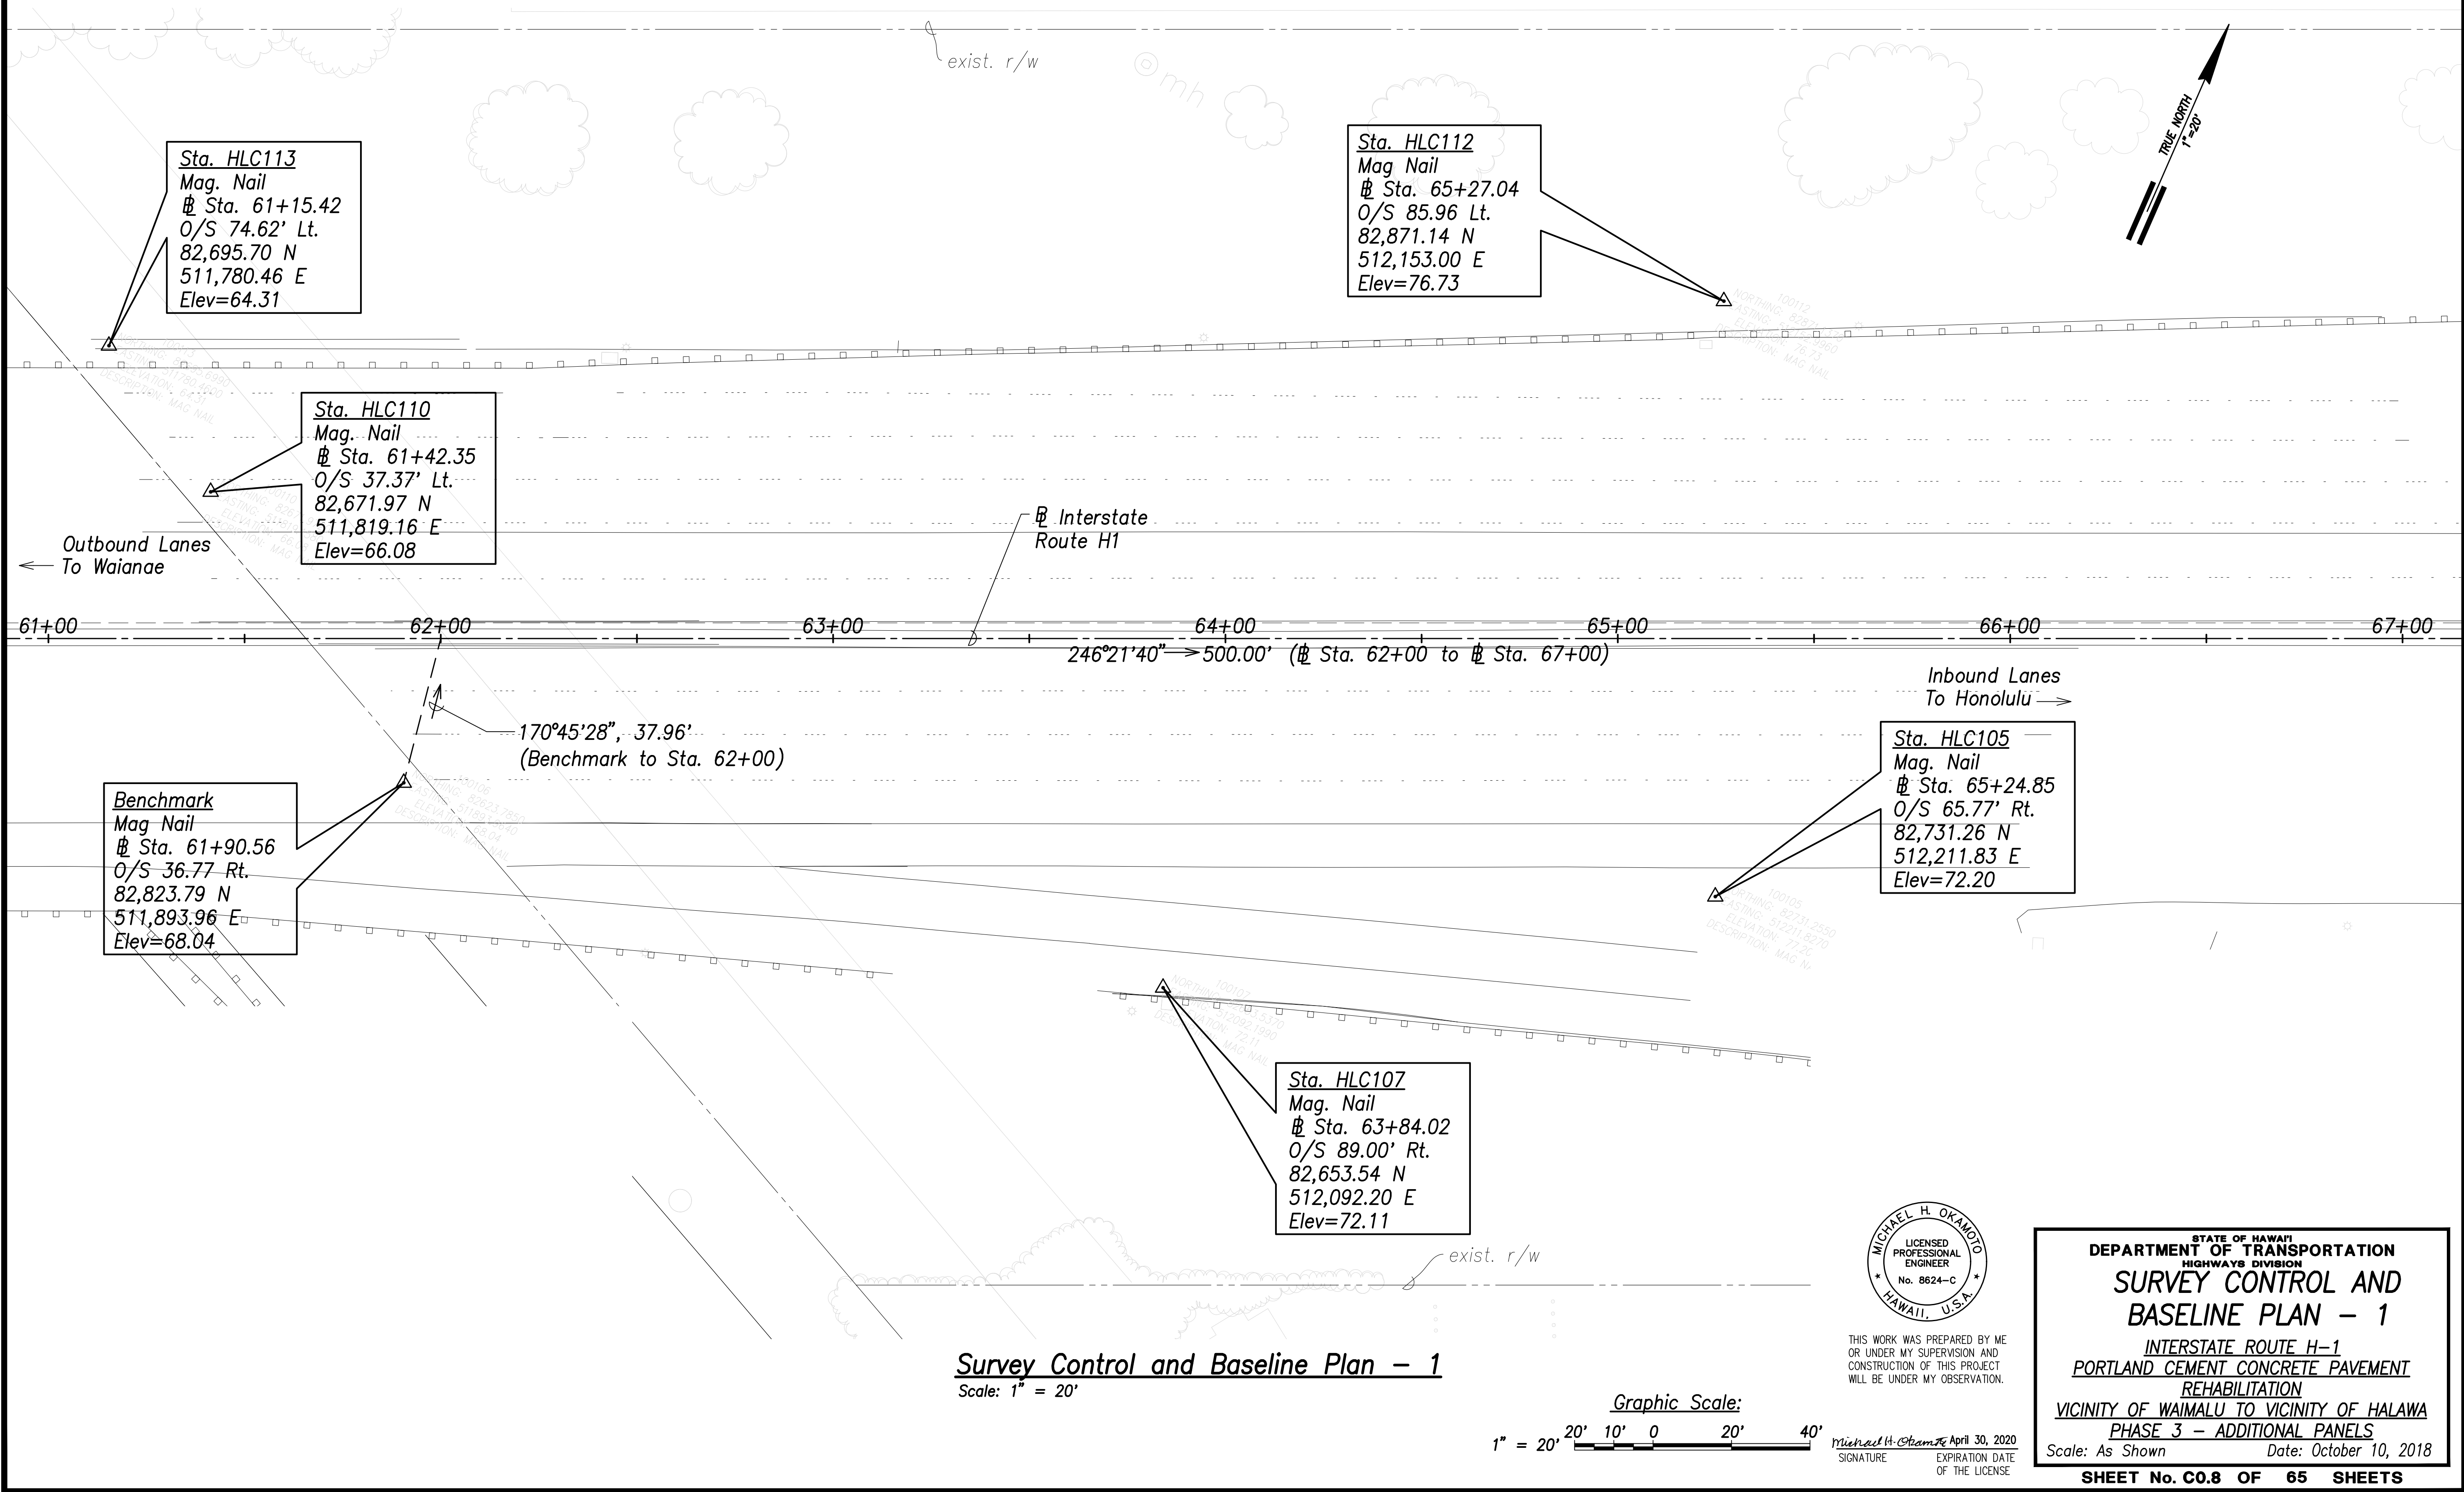 exist. r/w
mh
TRUE NORTH
1"=20'
Sta. HLC113
Mag. Nail
℄ Sta. 61+15.42
O/S 74.62' Lt.
82,695.70 N
511,780.46 E
Elev=64.31
Sta. HLC112
Mag Nail
Sta. 65+27.04
O/S 85.96 Lt.
82,871.14 N
512,153.00 E
Elev=76.73
Sta. HLC110
Mag. Nail
Sta. 61+42.35
O/S 37.37' Lt.
82,671.97 N
511,819.16 E
Elev=66.08
BL Interstate
Route H1
Outbound Lanes
To Waianae
61+00 62+00 63+00 64+00 65+00 66+00 67+00
246°21'40" 500.00' (BL Sta. 62+00 to BL Sta. 67+00)
Inbound Lanes
To Honolulu
170°45'28", 37.96'
(Benchmark to Sta. 62+00)
Benchmark
Mag Nail
BL Sta. 61+90.56
O/S 36.77 Rt.
82,823.79 N
511,893.96 E
Elev=68.04
Sta. HLC105
Mag. Nail
BL Sta. 65+24.85
O/S 65.77' Rt.
82,731.26 N
512,211.83 E
Elev=72.20
Sta. HLC107
Mag. Nail
BL Sta. 63+84.02
O/S 89.00' Rt.
82,653.54 N
512,092.20 E
Elev=72.11
exist. r/w
Survey Control and Baseline Plan - 1
Scale: 1" = 20'
Graphic Scale:
20' 10' 0 20' 40'
1" = 20'
MICHAEL H. OKAMOTO
LICENSED
PROFESSIONAL
ENGINEER
No. 8624-C
HAWAII, U.S.A.
THIS WORK WAS PREPARED BY ME
OR UNDER MY SUPERVISION AND
CONSTRUCTION OF THIS PROJECT
WILL BE UNDER MY OBSERVATION.
Michael H. Okamoto April 30, 2020
SIGNATURE EXPIRATION DATE
OF THE LICENSE
STATE OF HAWAI'I
DEPARTMENT OF TRANSPORTATION
HIGHWAYS DIVISION
SURVEY CONTROL AND
BASELINE PLAN - 1
INTERSTATE ROUTE H-1
PORTLAND CEMENT CONCRETE PAVEMENT
REHABILITATION
VICINITY OF WAIMALU TO VICINITY OF HALAWA
PHASE 3 - ADDITIONAL PANELS
Scale: As Shown Date: October 10, 2018
SHEET No. C0.8 OF 65 SHEETS